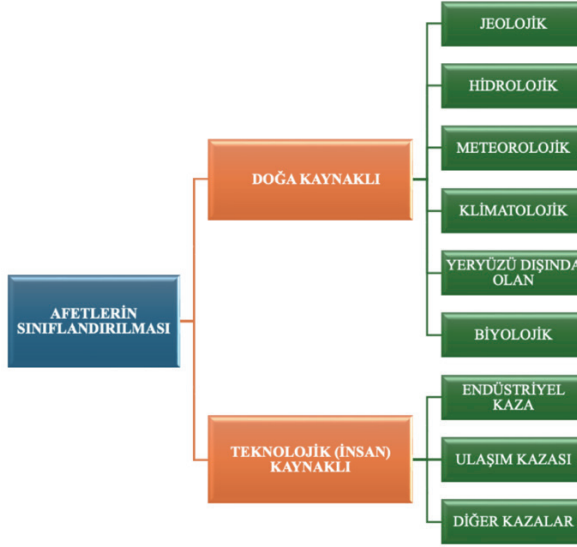 AFETLERİN
SINIFLANDIRILMASI
DOĞA KAYNAKLI
JEOLOJİK
HİDROLOJİK
METEOROLOJİK
KLİMATOLOJİK
YERYÜZÜ DIŞINDA
OLAN
BİYOLOJİK
TEKNOLOJİK (İNSAN)
KAYNAKLI
ENDÜSTRİYEL
KAZA
ULAŞIM KAZASI
DİĞER KAZALAR